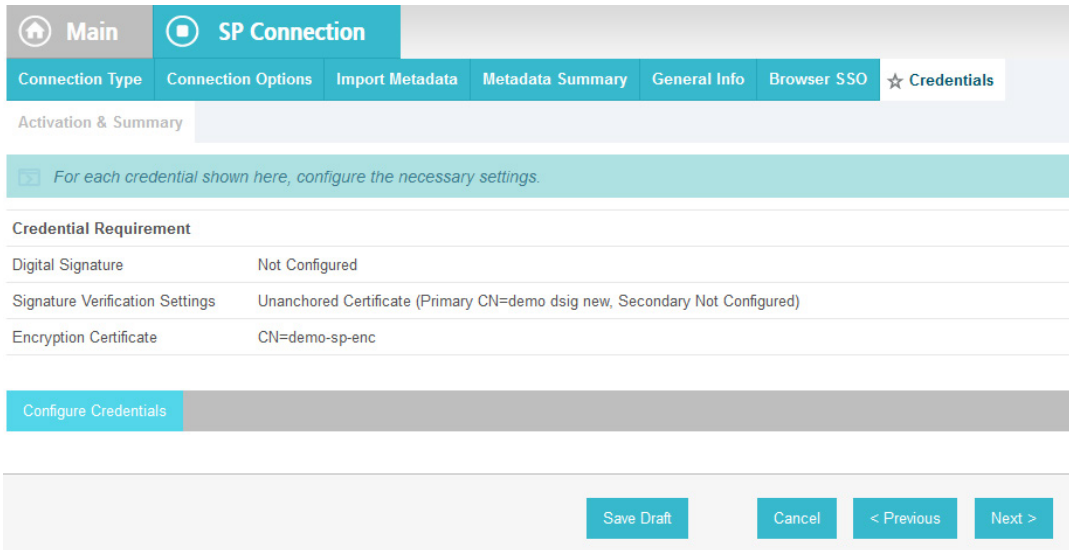 Main SP Connection
Connection Type Connection Options Import Metadata Metadata Summary General Info Browser SSO Credentials
Activation & Summary
For each credential shown here, configure the necessary settings.
Credential Requirement
Digital Signature Not Configured
Signature Verification Settings Unanchored Certificate (Primary CN=demo dsig new, Secondary Not Configured)
Encryption Certificate CN=demo-sp-enc
Configure Credentials
Save Draft Cancel < Previous Next >